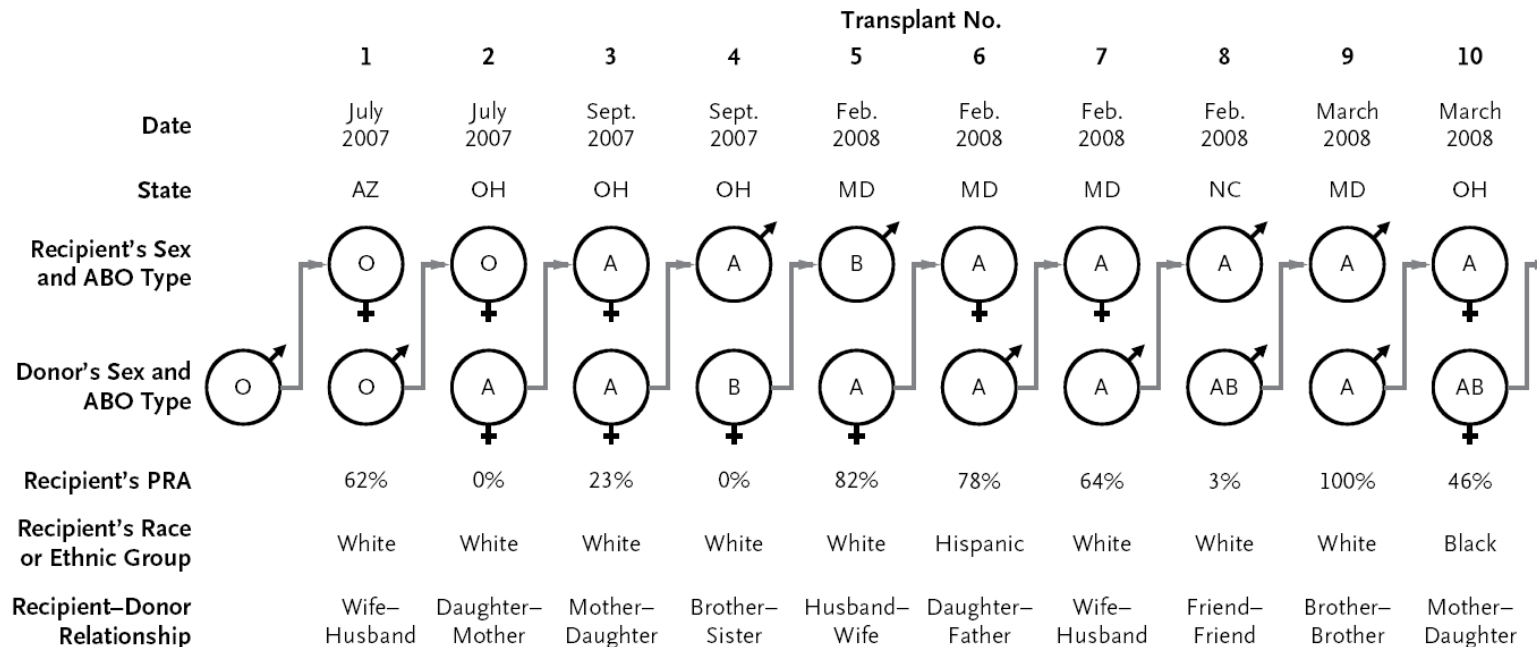 Transplant No.
1 2 3 4 5 6 7 8 9 10
Date
July 2007 July 2007 Sept. 2007 Sept. 2007 Feb. 2008 Feb. 2008 Feb. 2008 Feb. 2008 March 2008 March 2008
State
AZ OH OH OH MD MD MD NC MD OH
Recipient's Sex
and ABO Type
O O A A B A A A A A
Donor's Sex and
ABO Type
O O A A B A A A AB A AB
Recipient's PRA
62% 0% 23% 0% 82% 78% 64% 3% 100% 46%
Recipient's Race
or Ethnic Group
White White White White White Hispanic White White White Black
Recipient–Donor
Relationship
Wife– Daughter– Mother– Brother– Husband– Daughter– Wife– Friend– Brother– Mother–
Husband Mother Daughter Sister Wife Father Husband Friend Brother Daughter